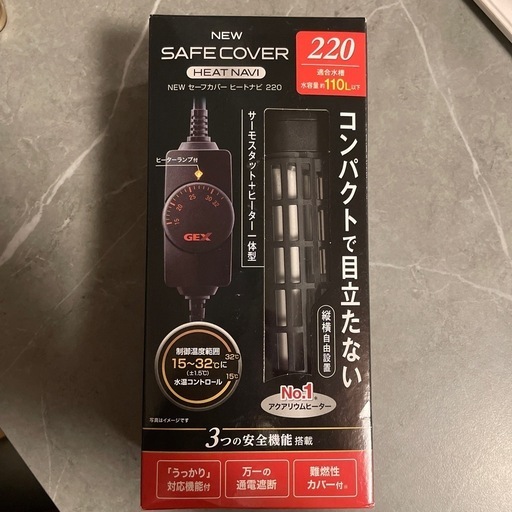 NEW
SAFE COVER
HEAT NAVI
NEW セーフカバー ヒートナビ 220
220
適合水槽
水容量約110L以下
ヒーターランプ付
15
20
25
30
32
GEX
サーモスタット+ヒーター一体型
コンパクトで目立たない
縦横自由設置
制御温度範囲
15〜32℃に
(±1.5℃)
水温コントロール
32℃
15℃
No.1
アクアリウムヒーター
写真はイメージです
3つの安全機能 搭載
「うっかり」
対応機能付
万一の
通電遮断
難燃性
カバー付